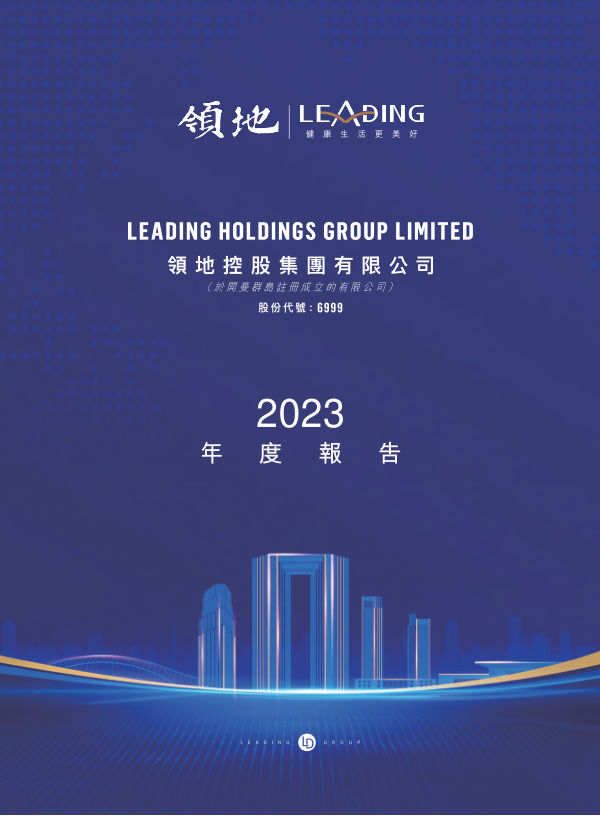 領地 LEADING
健康生活更美好
LEADING HOLDINGS GROUP LIMITED
領地控股集團有限公司
（於開曼群島註冊成立的有限公司）
股份代號：6999
2023
年度報告
LEADING LD GROUP